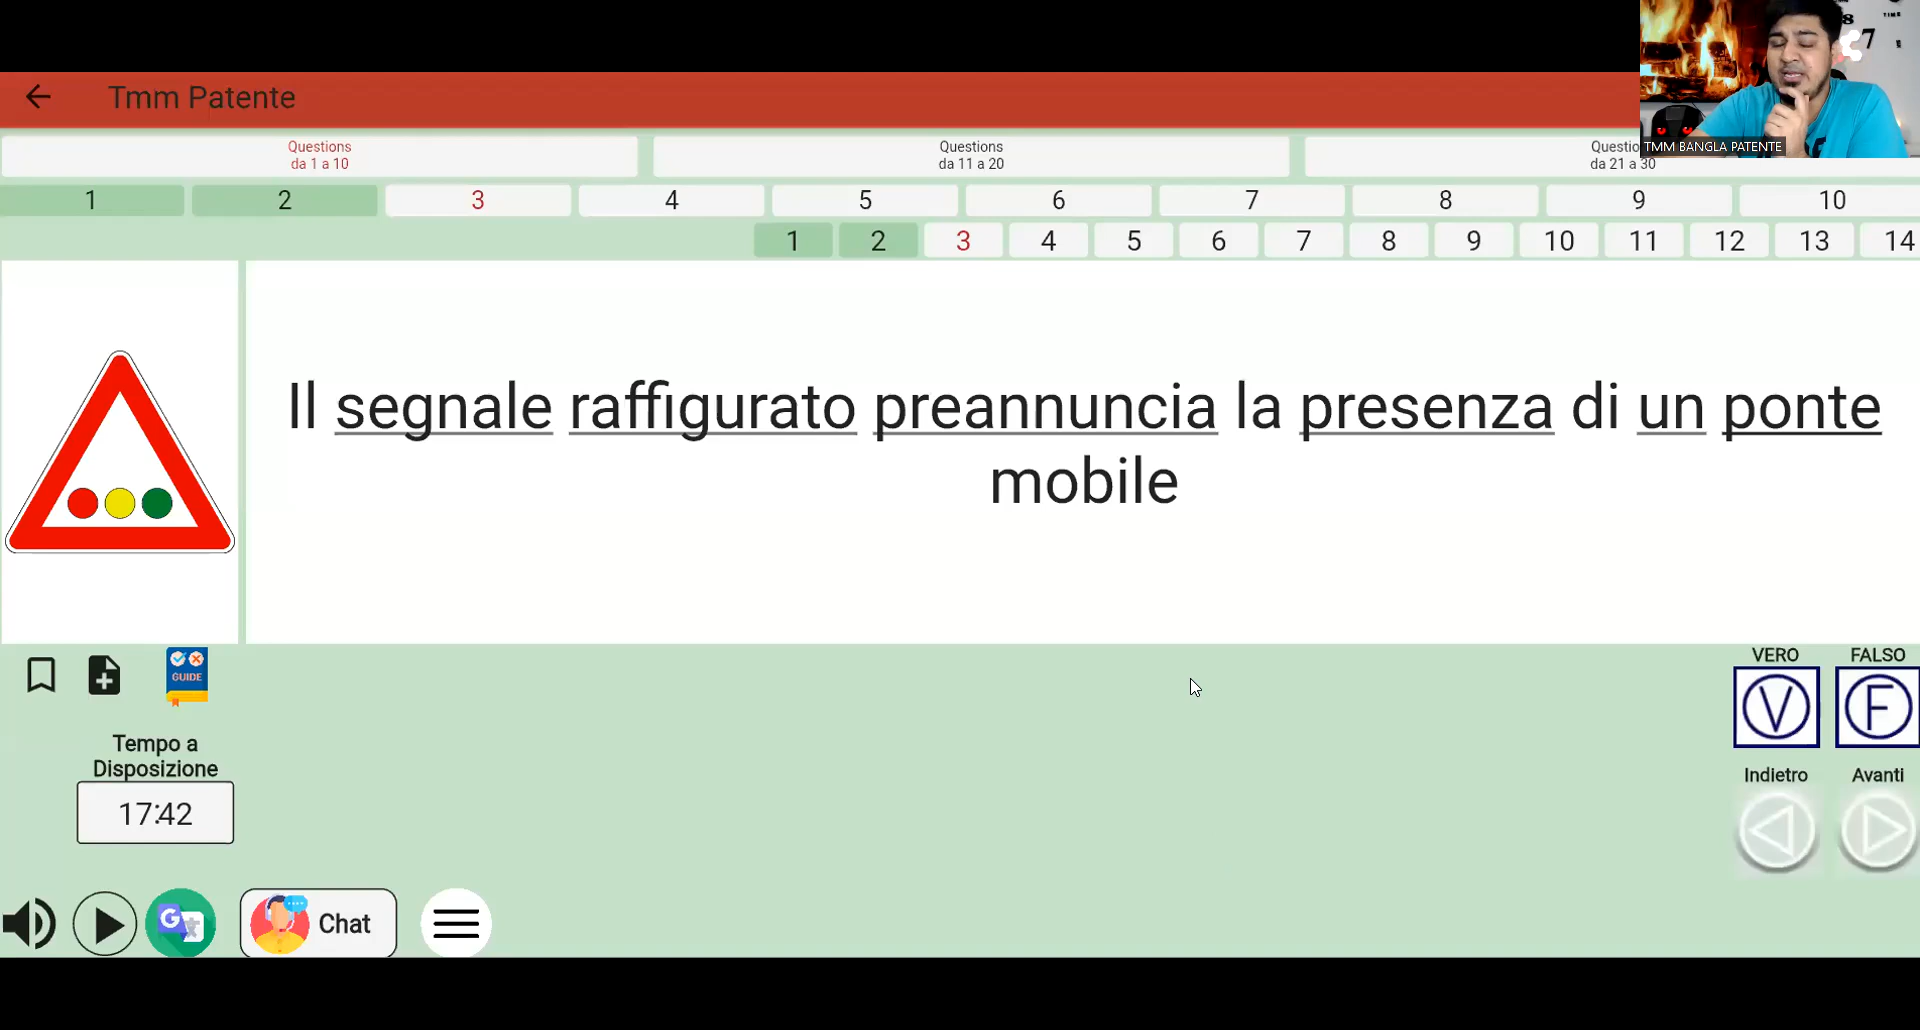 Tmm Patente
TMM BANGLA PATENTE
Questions
da 1 a 10
Questions
da 11 a 20
da 21 a 30
1 2 3 4 5 6 7 8 9 10
1 2 3 4 5 6 7 8 9 10 11 12 13 14
Il segnale raffigurato preannuncia la presenza di un ponte
mobile
GUIDE
VERO FALSO
V F
Tempo a
Disposizione
17:42
Indietro Avanti
G
Chat